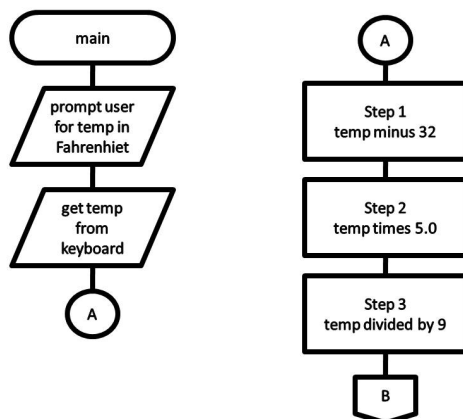 main
prompt user
for temp in
Fahrenhiet
get temp
from
keyboard
A
A
Step 1
temp minus 32
Step 2
temp times 5.0
Step 3
temp divided by 9
B